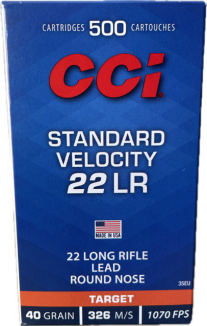 CARTRIDGES 500 CARTOUCHES
CCI
STANDARD
VELOCITY
22 LR
MADE IN USA
22 LONG RIFLE
LEAD
ROUND NOSE
35EU
TARGET
40 GRAIN 326 M/S 1070 FPS